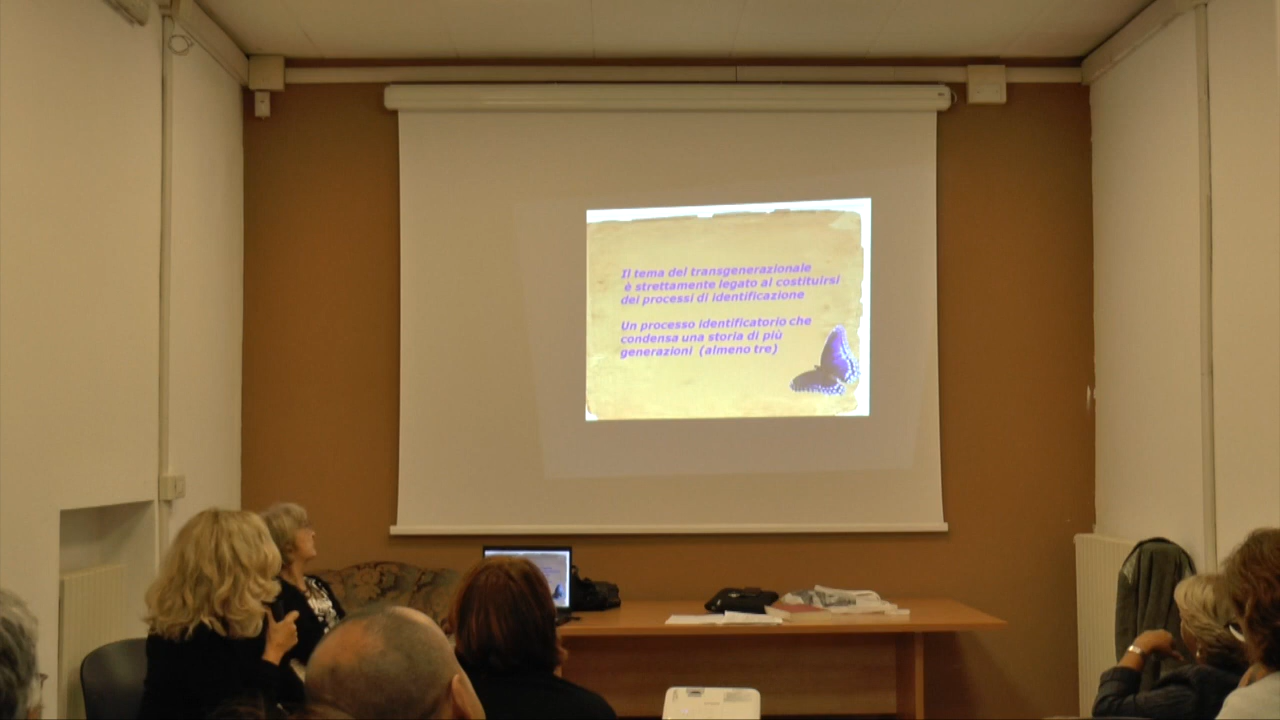 Il tema del transgenerazionale
è strettamente legato al costituirsi
dei processi di identificazione
Un processo identificatorio che
condensa una storia di più
generazioni (almeno tre)